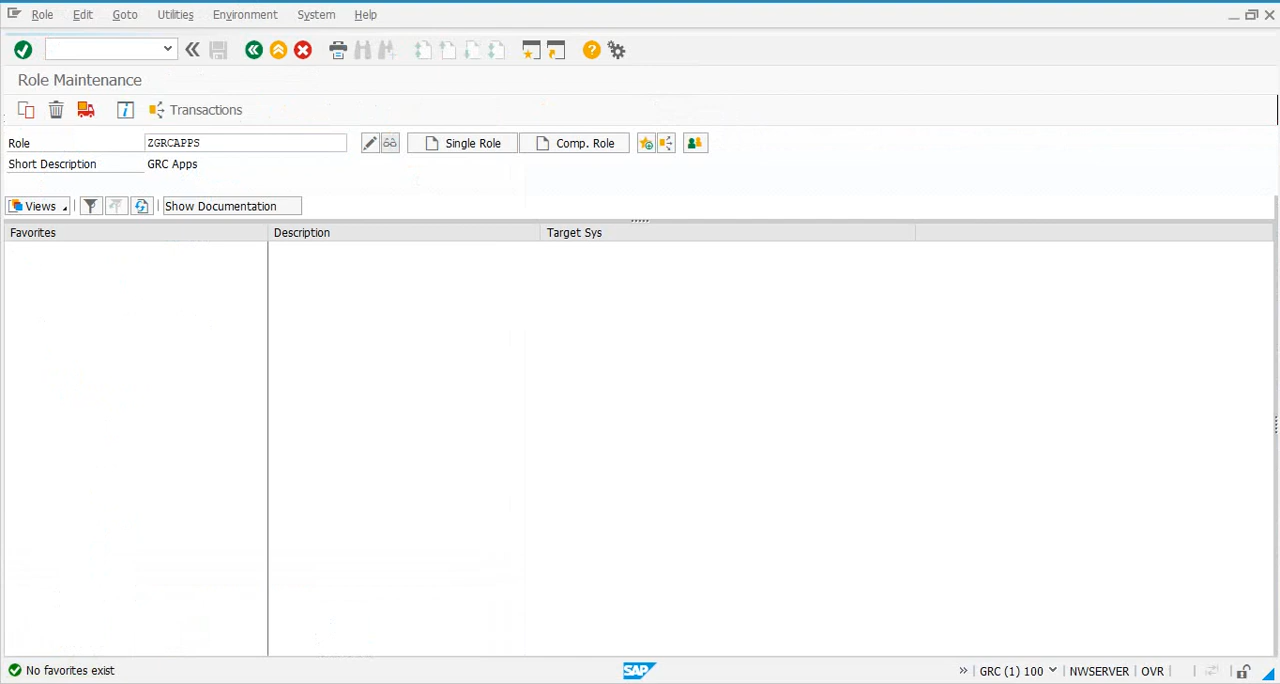 Role Edit Goto Utilities Environment System Help
Role Maintenance
Transactions
Role ZGRCAPPS Single Role Comp. Role
Short Description GRC Apps
Views Show Documentation
Favorites Description Target Sys
No favorites exist SAP GRC (1) 100 NWSERVER OVR